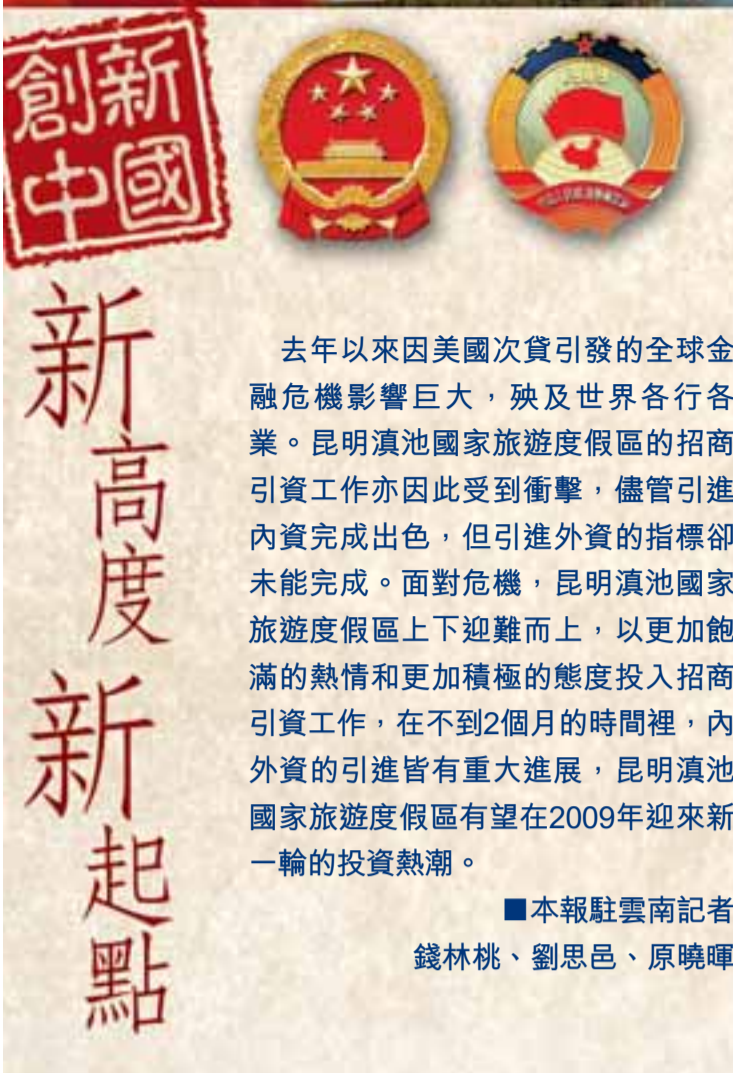 創新
中國
新高度 新起點
去年以來因美國次貸引發的全球金
融危機影響巨大，殃及世界各行各
業。昆明滇池國家旅遊度假區的招商
引資工作亦因此受到衝擊，儘管引進
內資完成出色，但引進外資的指標卻
未能完成。面對危機，昆明滇池國家
旅遊度假區上下迎難而上，以更加飽
滿的熱情和更加積極的態度投入招商
引資工作，在不到2個月的時間裡，內
外資的引進皆有重大進展，昆明滇池
國家旅遊度假區有望在2009年迎來新
一輪的投資熱潮。
■本報駐雲南記者
錢林桃、劉思邑、原曉暉